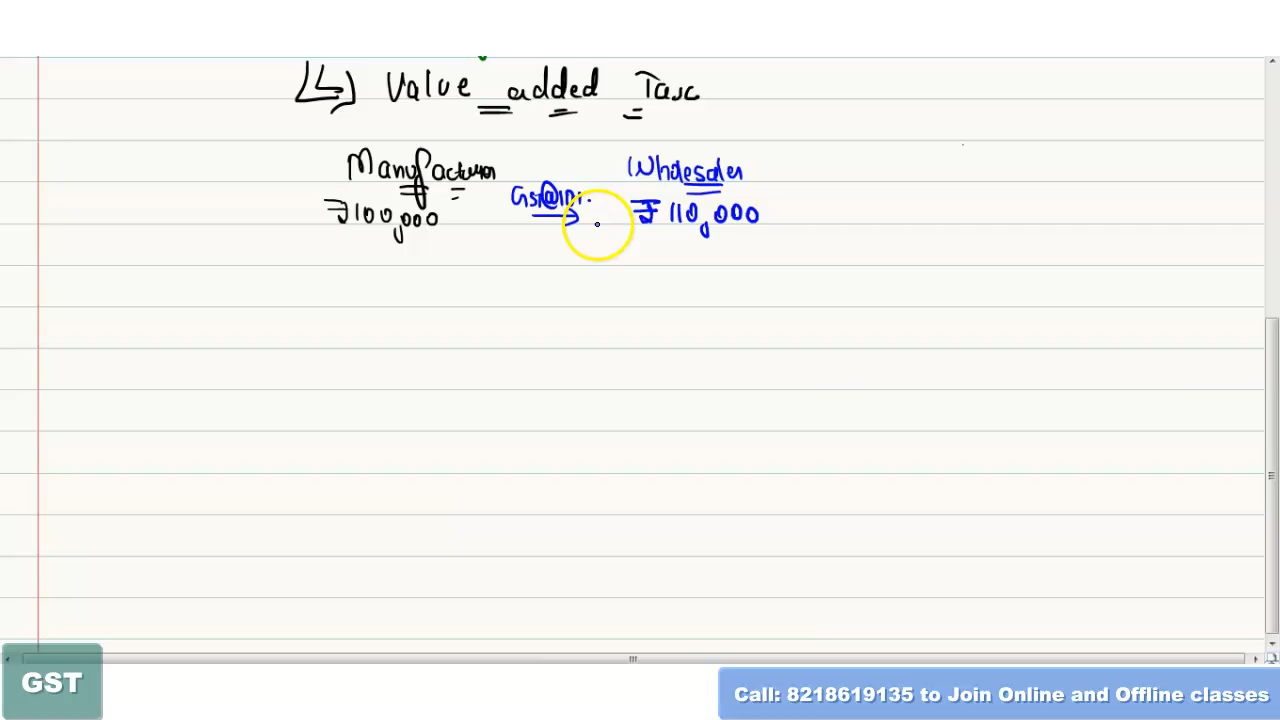 Value added Tax
Manufacturer Wholesaler
GST@10%
₹100,000 ₹110,000
GST
Call: 8218619135 to Join Online and Offline classes